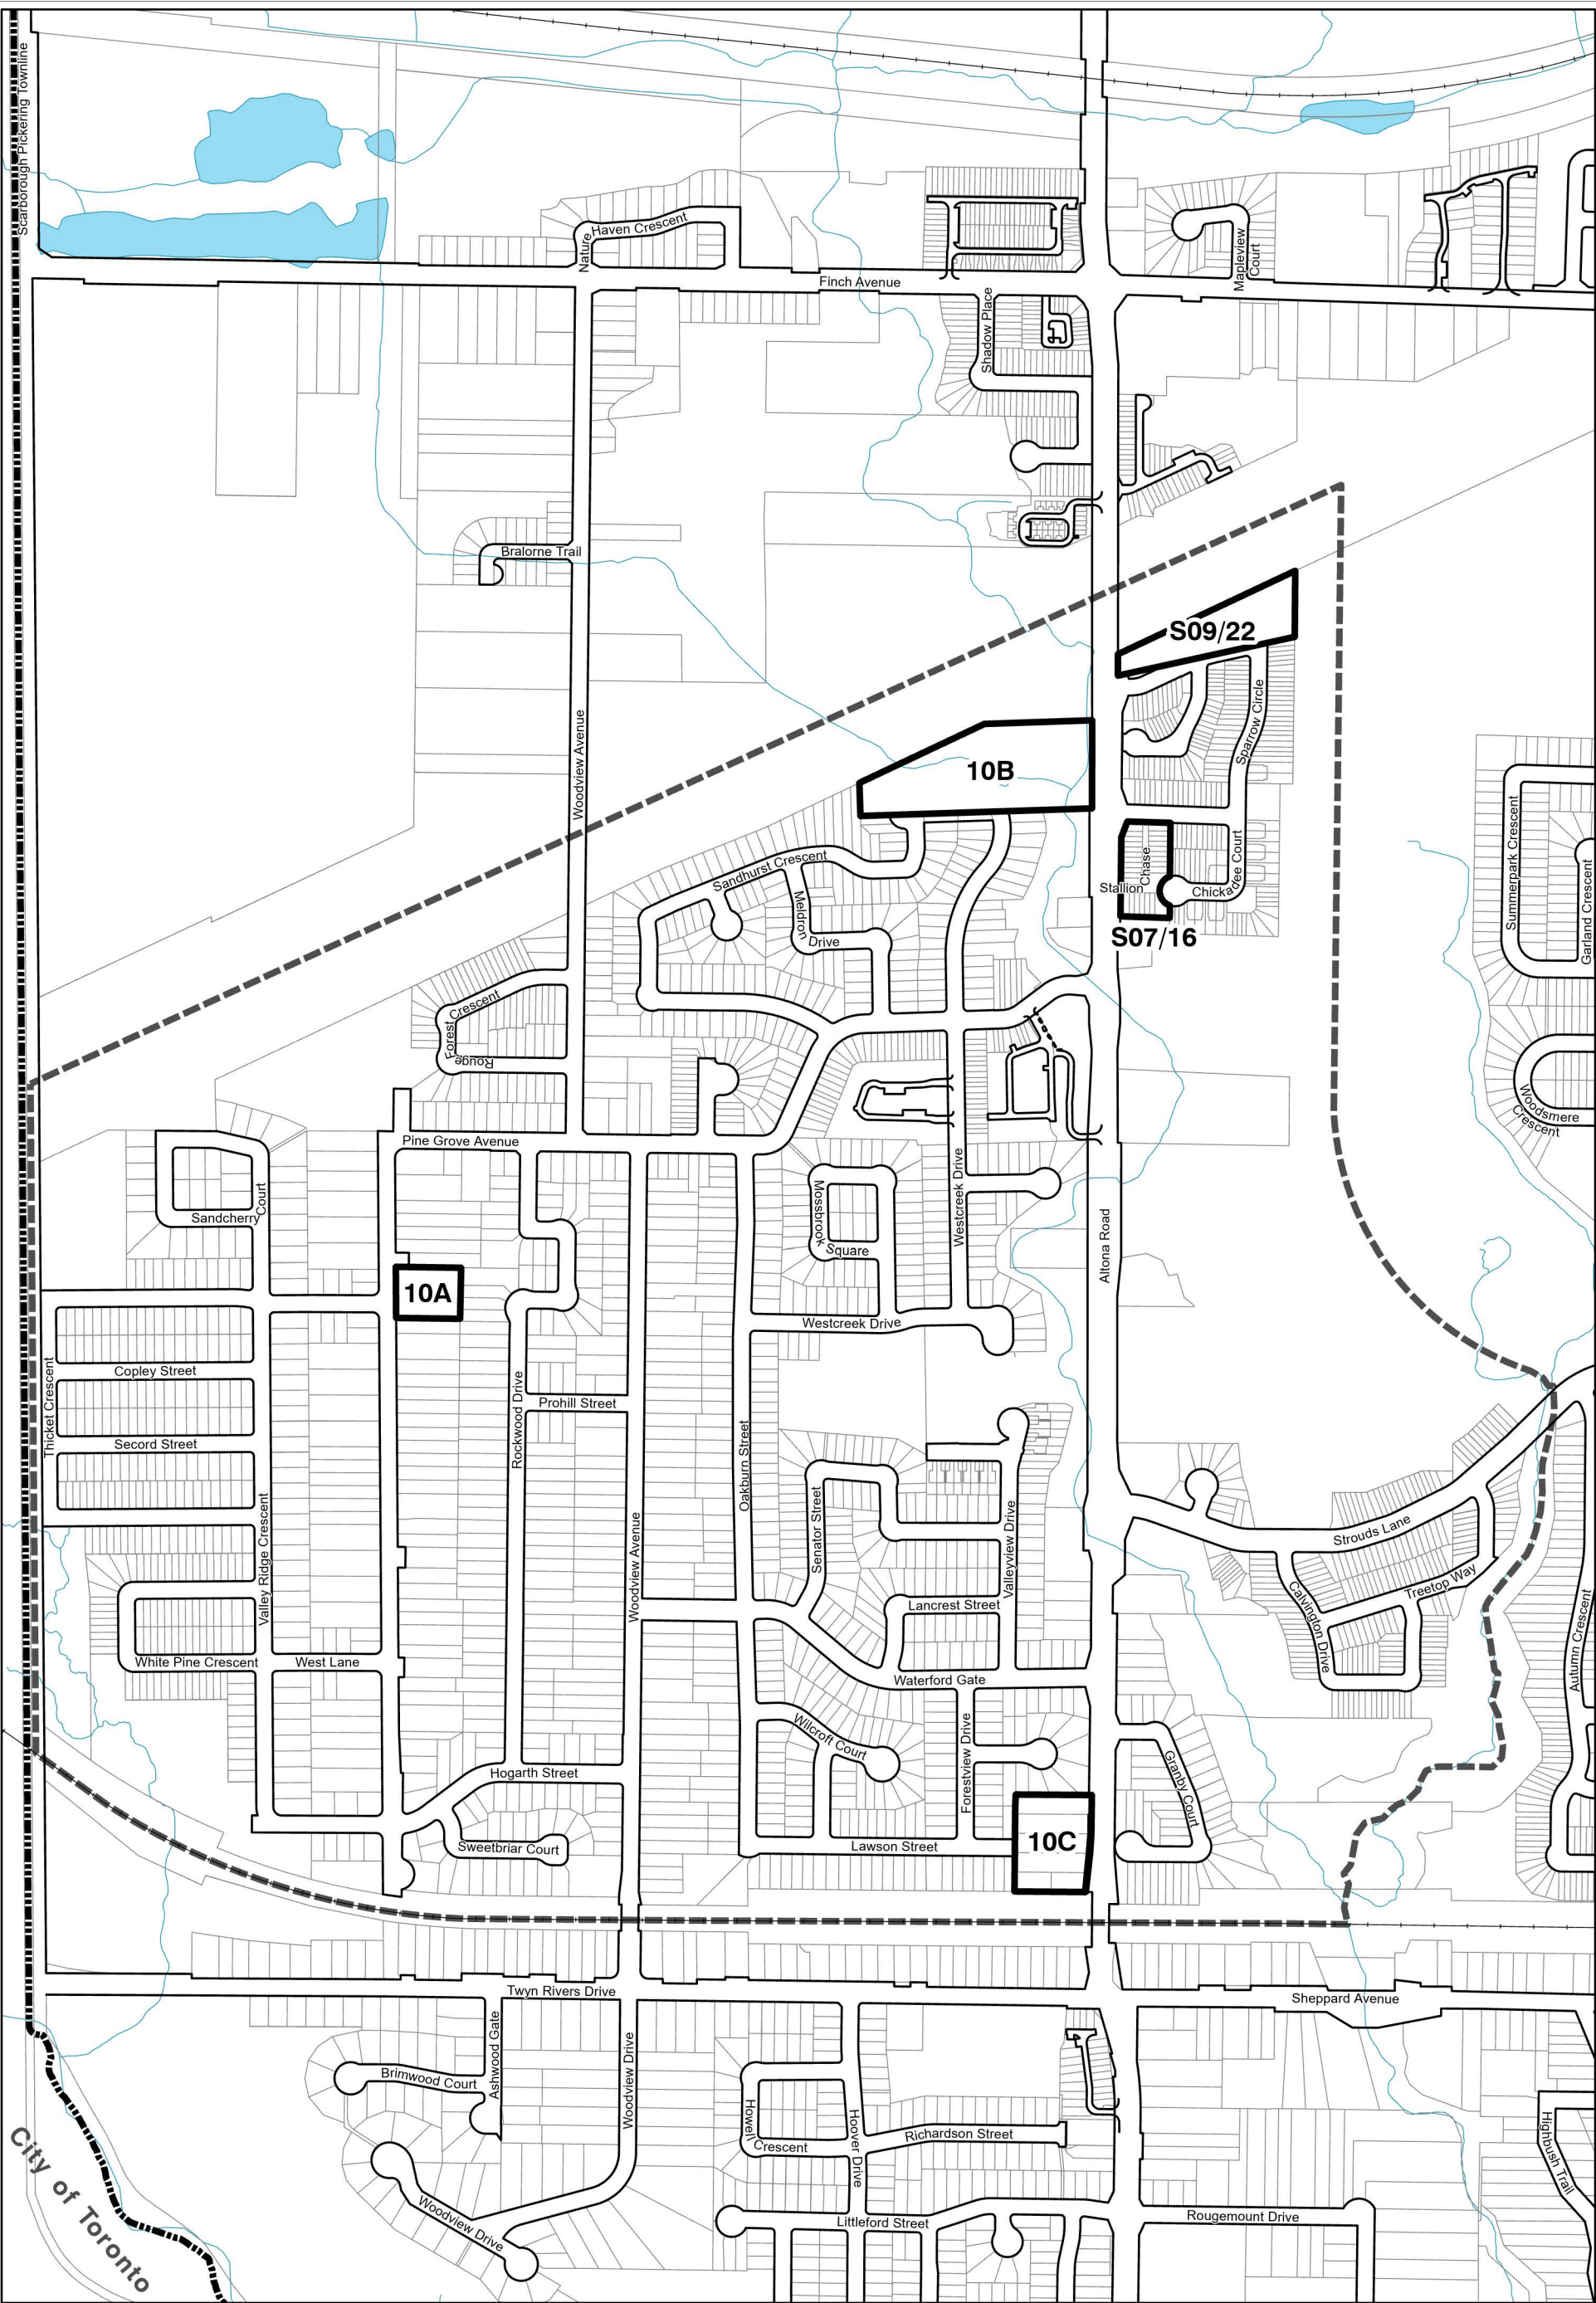 Scarborough Pickering Townline
Haven Crescent
Nature
Mapleview
Court
Finch Avenue
Shadow Place
Bralorne Trail
S09/22
Sparrow Circle
Woodview Avenue
10B
Summerpark Crescent
Garland Crescent
Sandhurst Crescent
Chase
Stallion
Chickadee Court
Meldron
Drive
S07/16
Forest Crescent
Rouge
Woodsmere
Crescent
Pine Grove Avenue
Sandcherry
Court
Mossbrook
Square
Westcreek Drive
Altona Road
10A
Westcreek Drive
Copley Street
Thicket Crescent
Prohill Street
Rockwood Drive
Secord Street
Oakburn Street
Senator Street
Valleyview Drive
Strouds Lane
Valley Ridge Crescent
Woodview Avenue
Treetop Way
Calvington Drive
Lancrest Street
Autumn Crescent
White Pine Crescent
West Lane
Waterford Gate
Wilcroft Court
Forestview Drive
Granby Court
Hogarth Street
Sweetbriar Court
Lawson Street
10C
Twyn Rivers Drive
Sheppard Avenue
Ashwood Gate
Woodview Drive
Brimwood Court
Howell
Crescent
Hoover Drive
Richardson Street
Highbush Trail
City of Toronto
Woodview Drive
Littleford Street
Rougemount Drive